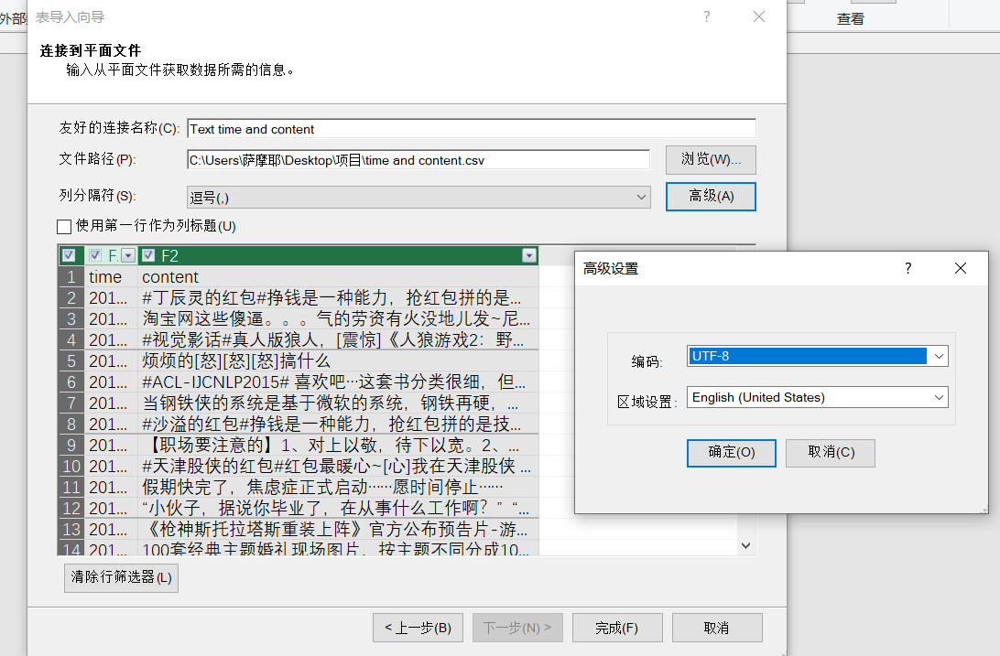 外部
表导入向导
?
查看
连接到平面文件
输入从平面文件获取数据所需的信息。
友好的连接名称(C): Text time and content
文件路径(P): C:\Users\萨摩耶\Desktop\项目\time and content.csv 浏览(W)...
列分隔符(S): 逗号(,) 高级(A)
使用第一行作为列标题(U)
F. F2
1 time content
2 201... #丁辰灵的红包#挣钱是一种能力，抢红包拼的是...
3 201... 淘宝网这些傻逼。。。气的劳资有火没地儿发~尼...
4 201... #视觉影话#真人版狼人，[震惊]《人狼游戏2：野...
5 201... 烦烦的[怒][怒][怒]搞什么
6 201... #ACL-IJCNLP2015# 喜欢吧…这套书分类很细，但...
7 201... 当钢铁侠的系统是基于微软的系统，钢铁再硬，...
8 201... #沙溢的红包#挣钱是一种能力，抢红包拼的是技...
9 201... 【职场要注意的】1、对上以敬，待下以宽。2、...
10 201... #天津股侠的红包#红包最暖心~[心]我在天津股侠 ...
11 201... 假期快完了，焦虑症正式启动……愿时间停止……
12 201... “小伙子，据说你毕业了，在从事什么工作啊？” “...
13 201... 《枪神斯托拉塔斯重装上阵》官方公布预告片-游...
14 201... 100套经典主题婚礼现场图片，按主题不同分成10...
清除行筛选器(L)
< 上一步(B) 下一步(N) > 完成(F) 取消
高级设置 ?
编码: UTF-8
区域设置: English (United States)
确定(O) 取消(C)